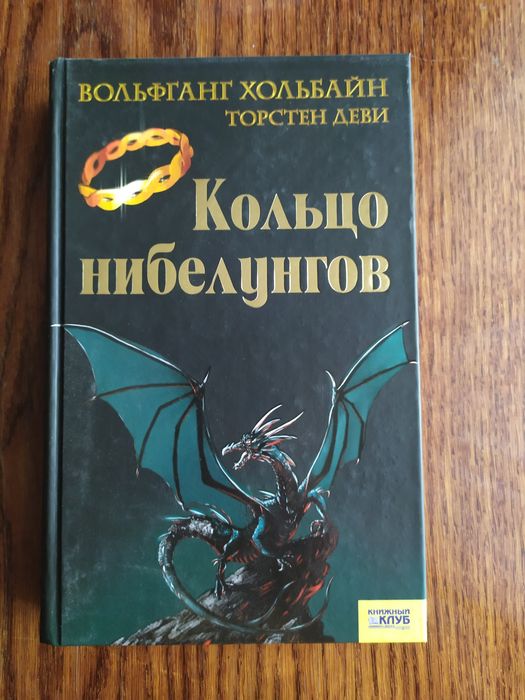 ВОЛЬФГАНГ ХОЛЬБАЙН
ТОРСТЕН ДЕВИ
Кольцо
нибелунгов
КНИЖНЫЙ
КЛУБ